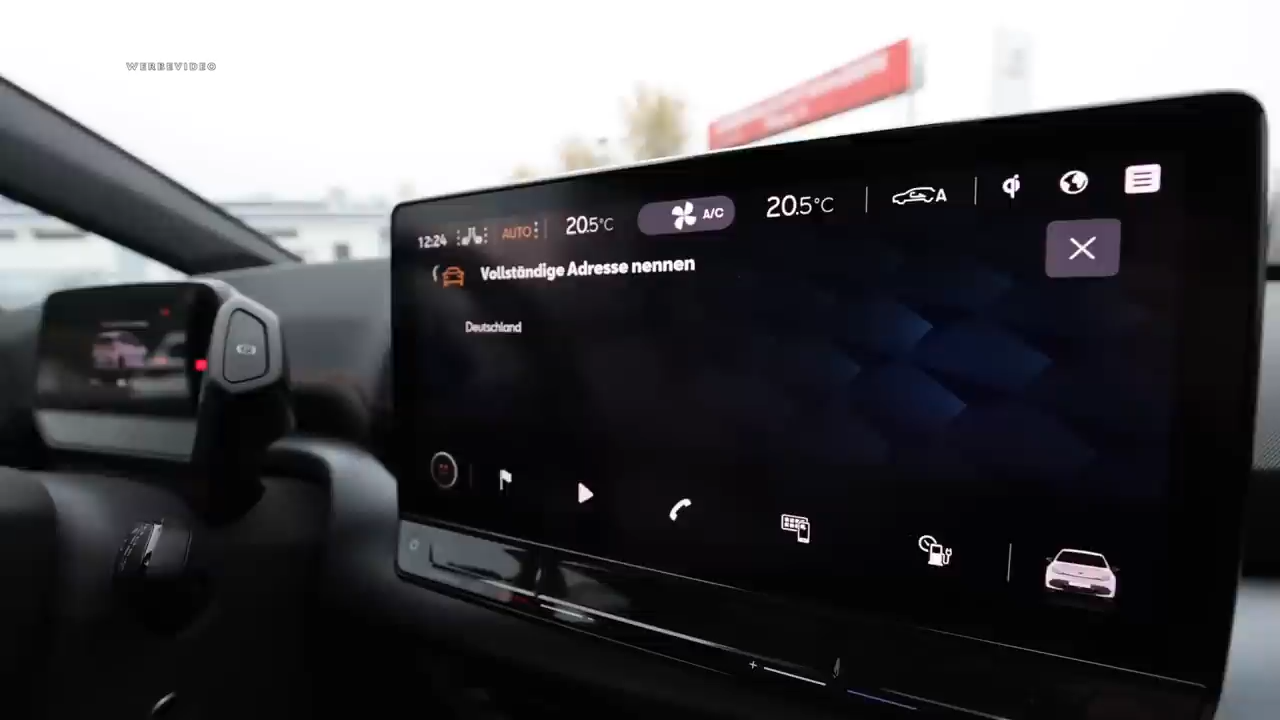 WERBEVIDEO
12:24
AUTO
20.5°C
A/C
20.5°C
A
Vollständige Adresse nennen
Deutschland